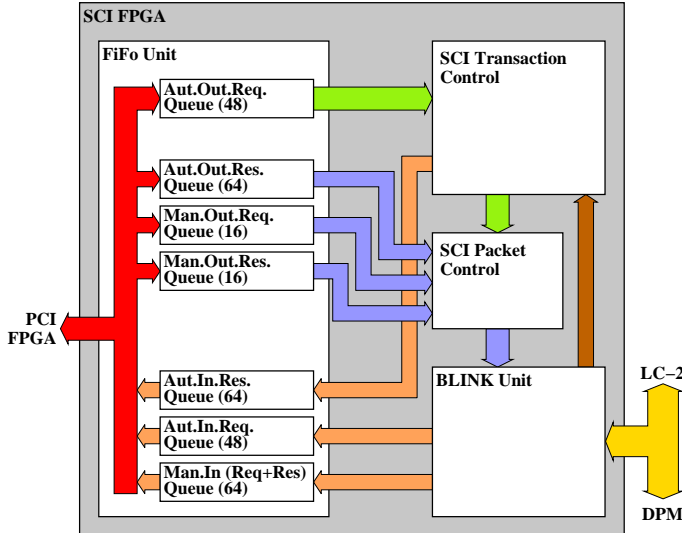 SCI FPGA
FiFo Unit
Aut.Out.Req.
Queue (48)
Aut.Out.Res.
Queue (64)
Man.Out.Req.
Queue (16)
Man.Out.Res.
Queue (16)
Aut.In.Res.
Queue (64)
Aut.In.Req.
Queue (48)
Man.In (Req+Res)
Queue (64)
PCI
FPGA
SCI Transaction
Control
SCI Packet
Control
BLINK Unit
LC−2
DPM